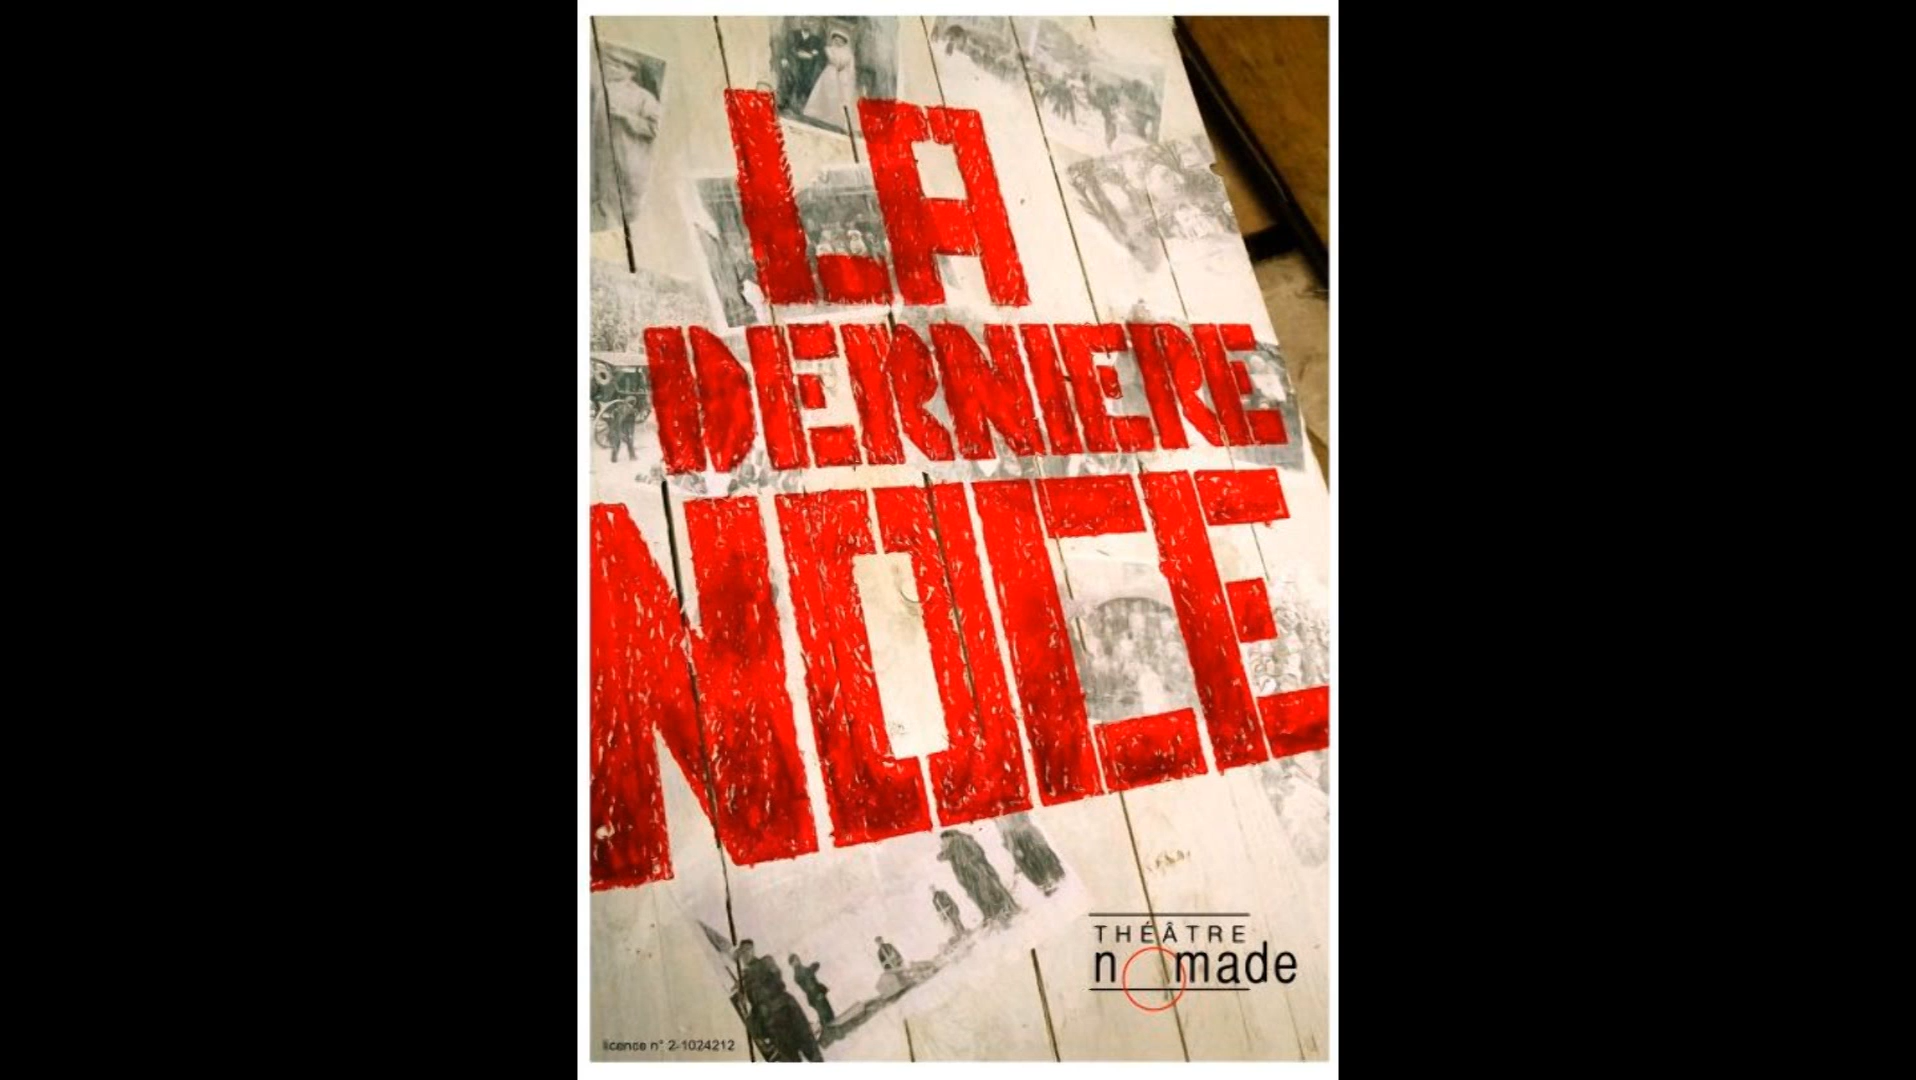 LA
DERNIERE
NOCE
THÉÂTRE
nomade
licence n° 2-1024212